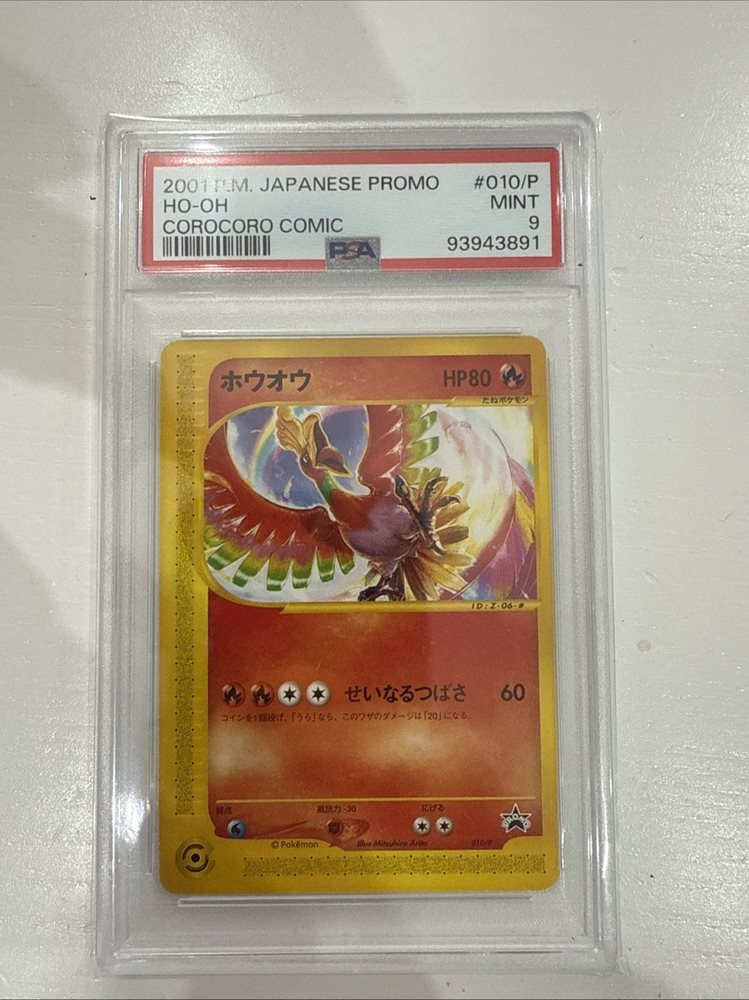 2001 P.M. JAPANESE PROMO #010/P
HO-OH MINT
COROCORO COMIC 9
PSA 93943891
ホウオウ HP80
たねポケモン
ID:Z-06-#
せいなるつばさ 60
コインを1回投げ、「うら」なら、このワザのダメージは「20」になる。
弱点 抵抗力 -30 にげる
© Pokémon Illus.Mitsuhiro Arita 010/P